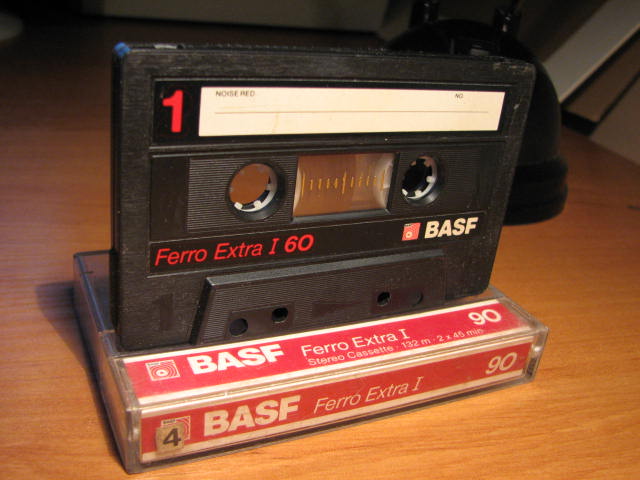 1
NOISE RED. NO.
Ferro Extra I 60
BASF
1
BASF Ferro Extra I 90
Stereo Cassette · 132 m · 2 x 45 min
4 BASF Ferro Extra I 90